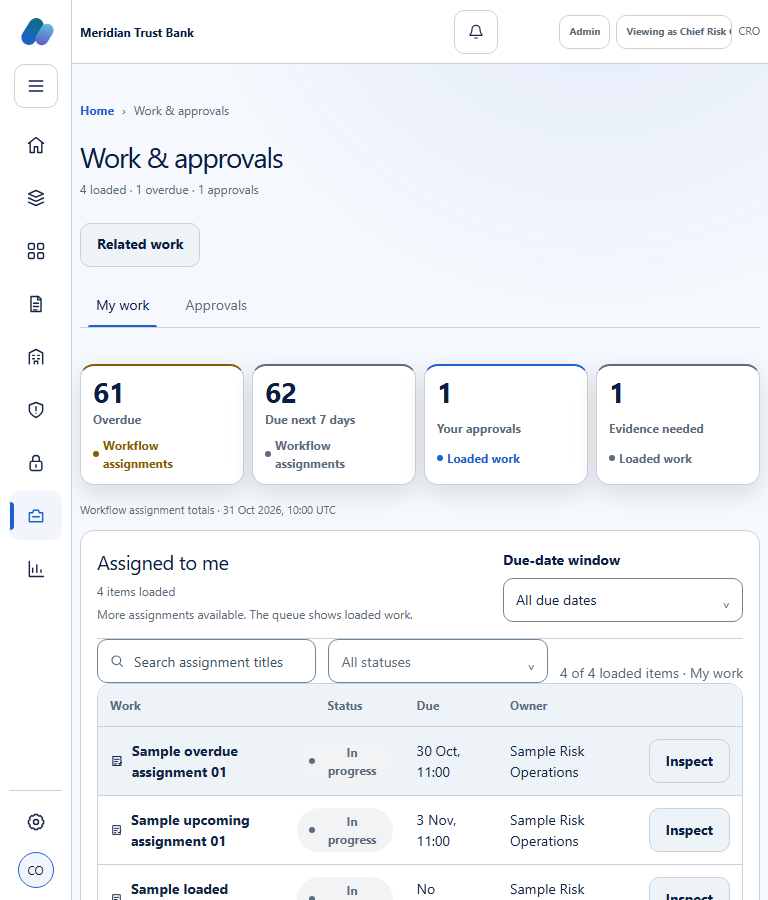 Meridian Trust Bank
Admin
Viewing as Chief Risk
CRO
Home › Work & approvals
Work & approvals
4 loaded · 1 overdue · 1 approvals
Related work
My work
Approvals
61
Overdue
Workflow
assignments
62
Due next 7 days
Workflow
assignments
1
Your approvals
Loaded work
1
Evidence needed
Loaded work
Workflow assignment totals · 31 Oct 2026, 10:00 UTC
Assigned to me
4 items loaded
More assignments available. The queue shows loaded work.
Due-date window
All due dates
Search assignment titles
All statuses
4 of 4 loaded items · My work
Work Status Due Owner
Sample overdue
assignment 01
In
progress
30 Oct,
11:00
Sample Risk
Operations
Inspect
Sample upcoming
assignment 01
In
progress
3 Nov,
11:00
Sample Risk
Operations
Inspect
Sample loaded
In
No
Sample Risk
Inspect
CO